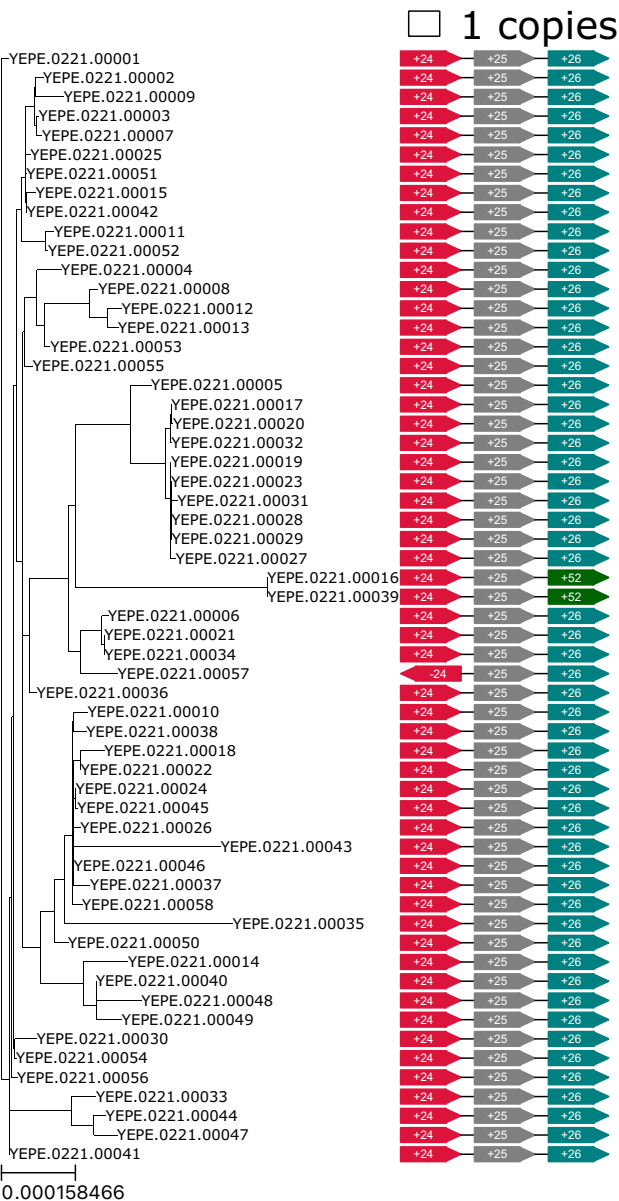 1 copies
YEPE.0221.00001 +24 +25 +26
YEPE.0221.00002 +24 +25 +26
YEPE.0221.00009 +24 +25 +26
YEPE.0221.00003 +24 +25 +26
YEPE.0221.00007 +24 +25 +26
YEPE.0221.00025 +24 +25 +26
YEPE.0221.00051 +24 +25 +26
YEPE.0221.00015 +24 +25 +26
YEPE.0221.00042 +24 +25 +26
YEPE.0221.00011 +24 +25 +26
YEPE.0221.00052 +24 +25 +26
YEPE.0221.00004 +24 +25 +26
YEPE.0221.00008 +24 +25 +26
YEPE.0221.00012 +24 +25 +26
YEPE.0221.00013 +24 +25 +26
YEPE.0221.00053 +24 +25 +26
YEPE.0221.00055 +24 +25 +26
YEPE.0221.00005 +24 +25 +26
YEPE.0221.00017 +24 +25 +26
YEPE.0221.00020 +24 +25 +26
YEPE.0221.00032 +24 +25 +26
YEPE.0221.00019 +24 +25 +26
YEPE.0221.00023 +24 +25 +26
YEPE.0221.00031 +24 +25 +26
YEPE.0221.00028 +24 +25 +26
YEPE.0221.00029 +24 +25 +26
YEPE.0221.00027 +24 +25 +26
YEPE.0221.00016 +24 +25 +52
YEPE.0221.00039 +24 +25 +52
YEPE.0221.00006 +24 +25 +26
YEPE.0221.00021 +24 +25 +26
YEPE.0221.00034 +24 +25 +26
YEPE.0221.00057 -24 +25 +26
YEPE.0221.00036 +24 +25 +26
YEPE.0221.00010 +24 +25 +26
YEPE.0221.00038 +24 +25 +26
YEPE.0221.00018 +24 +25 +26
YEPE.0221.00022 +24 +25 +26
YEPE.0221.00024 +24 +25 +26
YEPE.0221.00045 +24 +25 +26
YEPE.0221.00026 +24 +25 +26
YEPE.0221.00043 +24 +25 +26
YEPE.0221.00046 +24 +25 +26
YEPE.0221.00037 +24 +25 +26
YEPE.0221.00058 +24 +25 +26
YEPE.0221.00035 +24 +25 +26
YEPE.0221.00050 +24 +25 +26
YEPE.0221.00014 +24 +25 +26
YEPE.0221.00040 +24 +25 +26
YEPE.0221.00048 +24 +25 +26
YEPE.0221.00049 +24 +25 +26
YEPE.0221.00030 +24 +25 +26
YEPE.0221.00054 +24 +25 +26
YEPE.0221.00056 +24 +25 +26
YEPE.0221.00033 +24 +25 +26
YEPE.0221.00044 +24 +25 +26
YEPE.0221.00047 +24 +25 +26
YEPE.0221.00041 +24 +25 +26
0.000158466